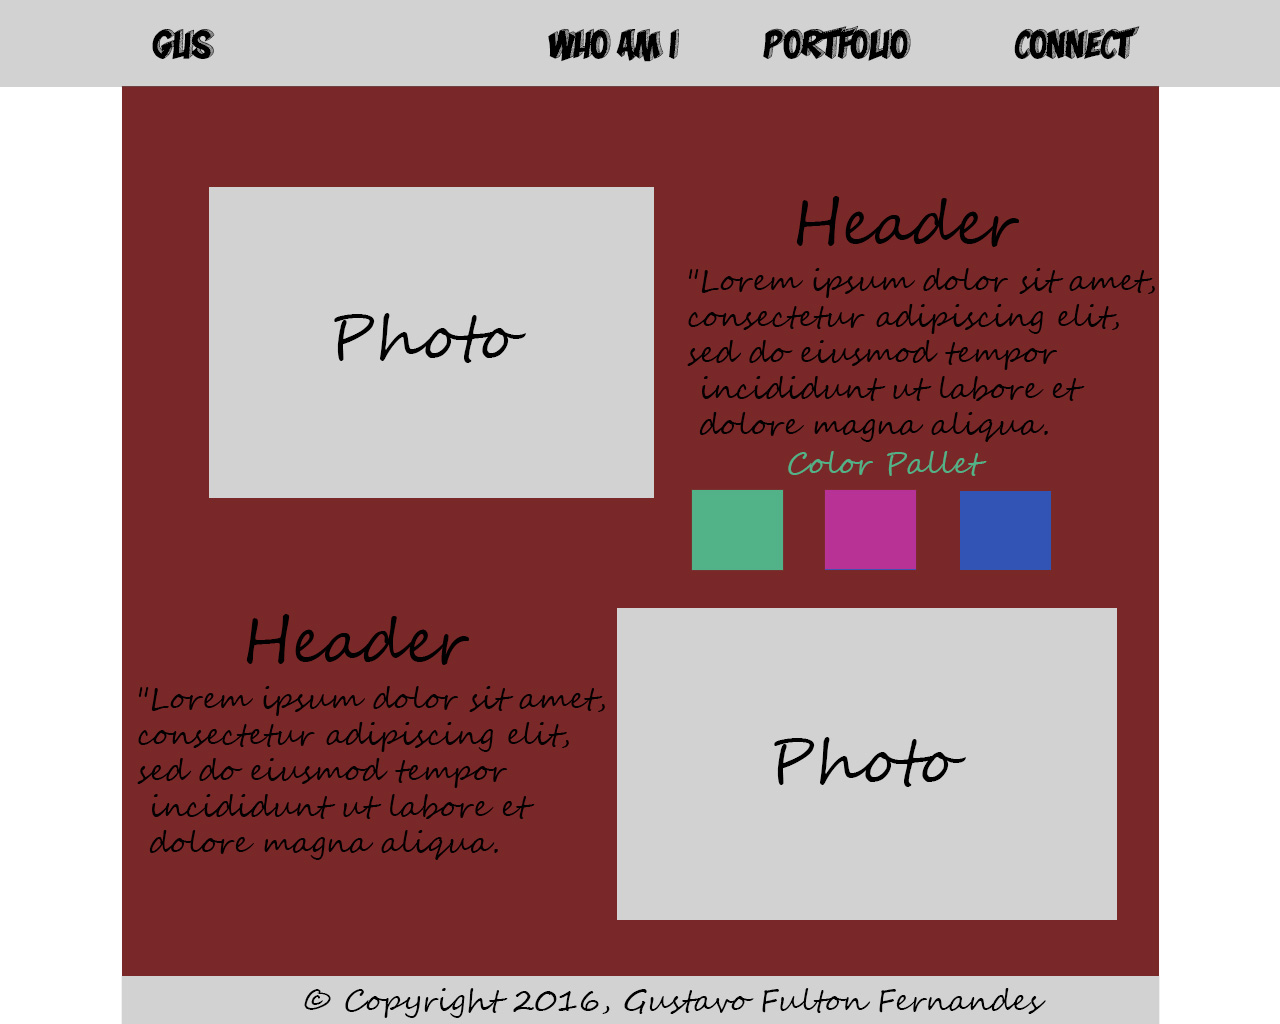 GUS WHO AM I PORTFOLIO CONNECT
Photo
Header
"Lorem ipsum dolor sit amet,
consectetur adipiscing elit,
sed do eiusmod tempor
incididunt ut labore et
dolore magna aliqua.
Color Pallet
Header
"Lorem ipsum dolor sit amet,
consectetur adipiscing elit,
sed do eiusmod tempor
incididunt ut labore et
dolore magna aliqua.
Photo
© Copyright 2016, Gustavo Fulton Fernandes